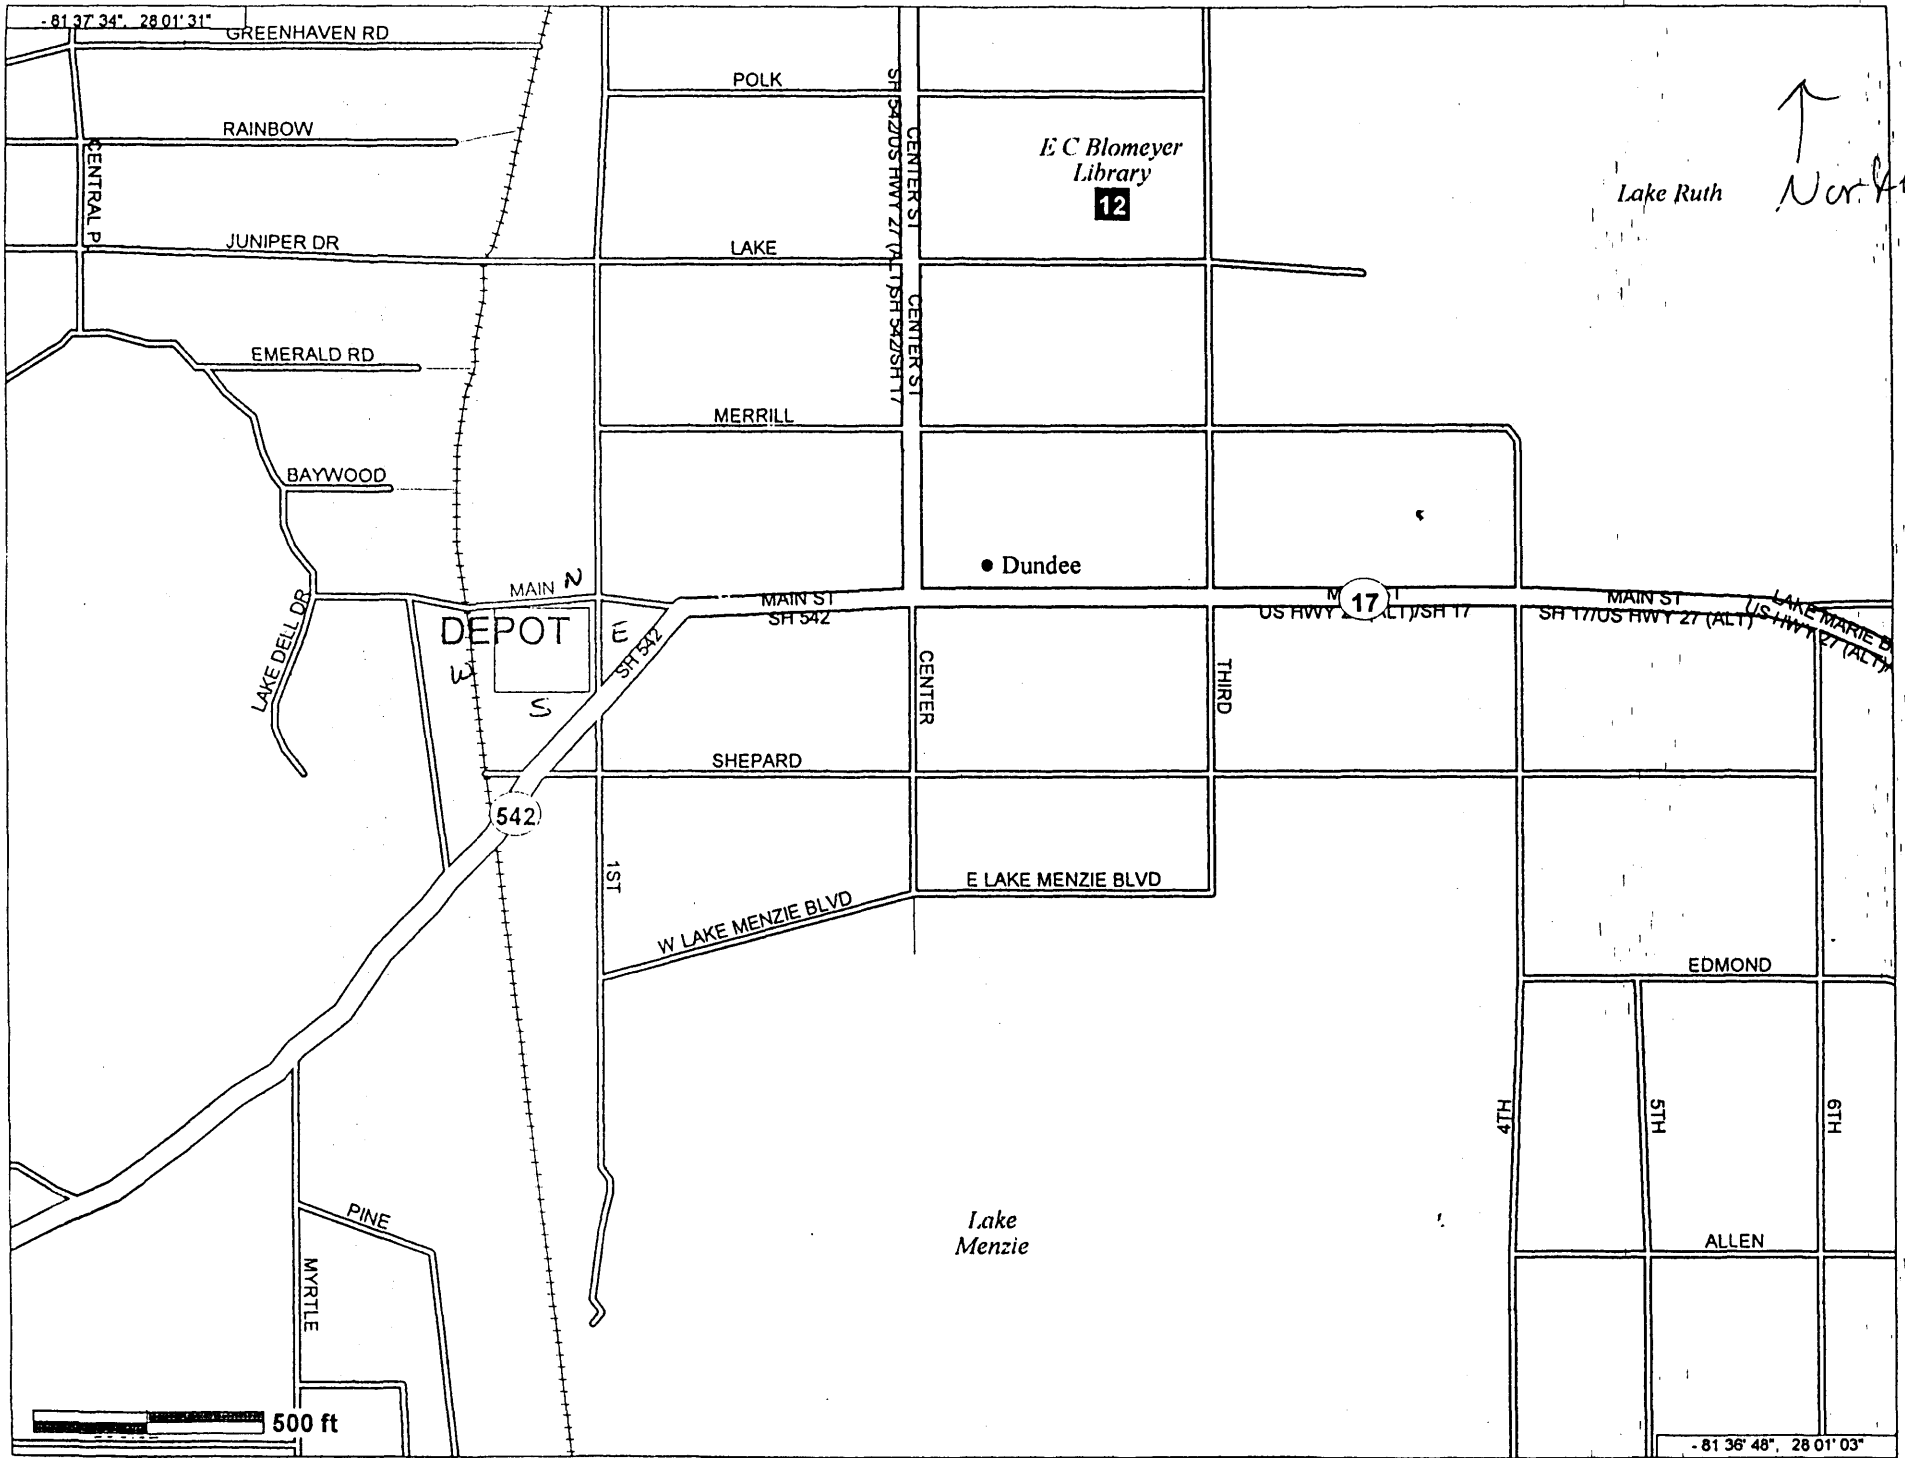 - 81 37' 34", 28 01' 31"
GREENHAVEN RD
POLK
RAINBOW
CENTRAL P
SH 542/US HWY 27 (ALT)SH 542/SH 17
CENTER ST
E C Blomeyer
Library
12
Lake Ruth
North
JUNIPER DR
LAKE
CENTER ST
EMERALD RD
MERRILL
BAYWOOD
Dundee
MAIN N
MAIN ST
SH 542
17
US HWY
MAIN ST
SH 17/US HWY 27 (ALT)
LAKE MARIE B
US HWY 27 (ALT)/
DEPOT
E
W
S
SH 542
LAKE DELL DR
CENTER
THIRD
SHEPARD
542
1ST
E LAKE MENZIE BLVD
W LAKE MENZIE BLVD
EDMOND
4TH
5TH
6TH
PINE
Lake
Menzie
ALLEN
MYRTLE
500 ft
- 81 36' 48", 28 01' 03"